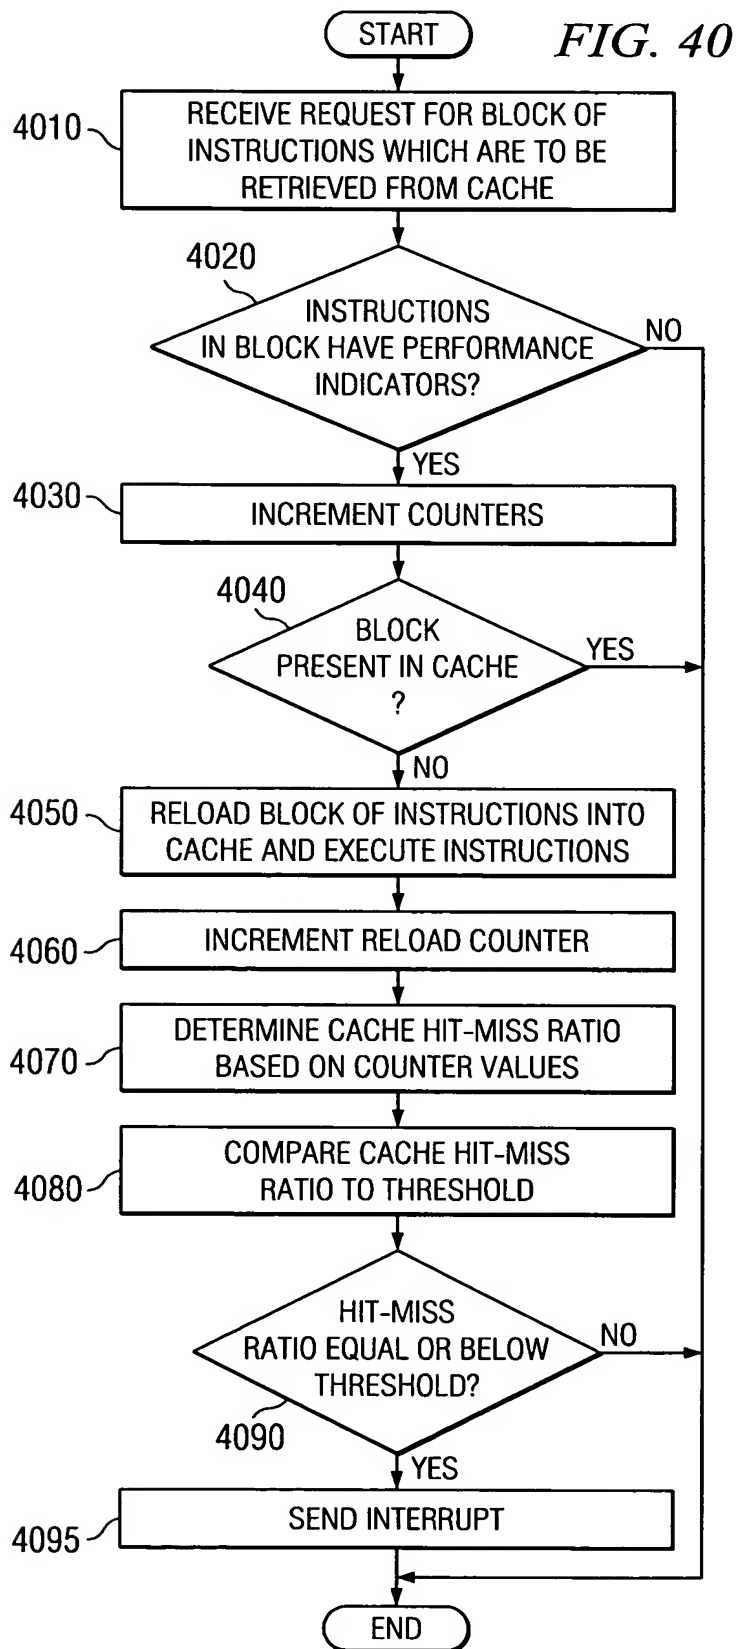 START
FIG. 40
4010
RECEIVE REQUEST FOR BLOCK OF
INSTRUCTIONS WHICH ARE TO BE
RETRIEVED FROM CACHE
4020
INSTRUCTIONS
IN BLOCK HAVE PERFORMANCE
INDICATORS?
NO
YES
4030
INCREMENT COUNTERS
4040
BLOCK
PRESENT IN CACHE
?
YES
NO
4050
RELOAD BLOCK OF INSTRUCTIONS INTO
CACHE AND EXECUTE INSTRUCTIONS
4060
INCREMENT RELOAD COUNTER
4070
DETERMINE CACHE HIT-MISS RATIO
BASED ON COUNTER VALUES
4080
COMPARE CACHE HIT-MISS
RATIO TO THRESHOLD
HIT-MISS
RATIO EQUAL OR BELOW
THRESHOLD?
NO
4090
YES
4095
SEND INTERRUPT
END